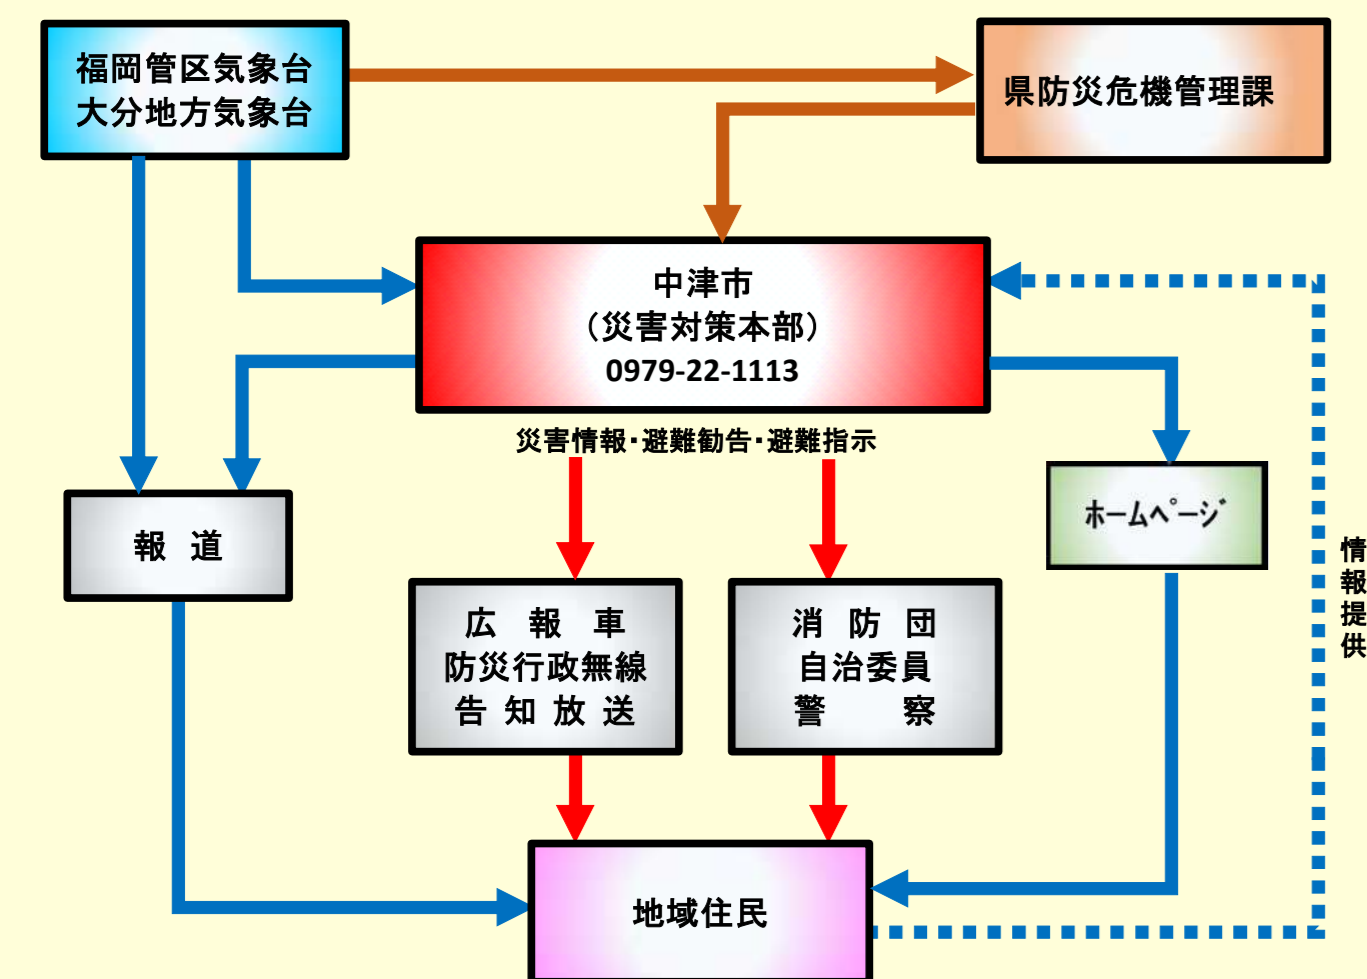 福岡管区気象台
大分地方気象台
県防災危機管理課
中津市
（災害対策本部）
0979-22-1113
災害情報・避難勧告・避難指示
報 道
ホームページ
情報提供
広 報 車
防災行政無線
告 知 放 送
消 防 団
自治委員
警 察
地域住民